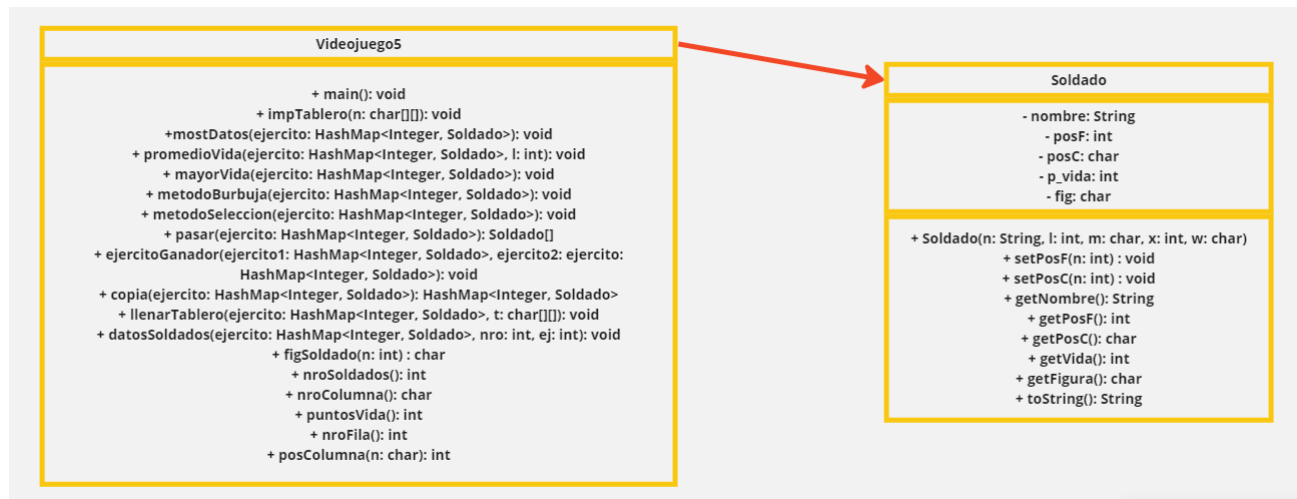 Videojuego5
+ main(): void
+ impTablero(n: char[][]): void
+mostDatos(ejercito: HashMap<Integer, Soldado>): void
+ promedioVida(ejercito: HashMap<Integer, Soldado>, l: int): void
+ mayorVida(ejercito: HashMap<Integer, Soldado>): void
+ metodoBurbuja(ejercito: HashMap<Integer, Soldado>): void
+ metodoSeleccion(ejercito: HashMap<Integer, Soldado>): void
+ pasar(ejercito: HashMap<Integer, Soldado>): Soldado[]
+ ejercitoGanador(ejercito1: HashMap<Integer, Soldado>, ejercito2: ejercito:
HashMap<Integer, Soldado>): void
+ copia(ejercito: HashMap<Integer, Soldado>): HashMap<Integer, Soldado>
+ llenarTablero(ejercito: HashMap<Integer, Soldado>, t: char[][]): void
+ datosSoldados(ejercito: HashMap<Integer, Soldado>, nro: int, ej: int): void
+ figSoldado(n: int) : char
+ nroSoldados(): int
+ nroColumna(): char
+ puntosVida(): int
+ nroFila(): int
+ posColumna(n: char): int
Soldado
- nombre: String
- posF: int
- posC: char
- p_vida: int
- fig: char
+ Soldado(n: String, l: int, m: char, x: int, w: char)
+ setPosF(n: int) : void
+ setPosC(n: int) : void
+ getNombre(): String
+ getPosF(): int
+ getPosC(): char
+ getVida(): int
+ getFigura(): char
+ toString(): String